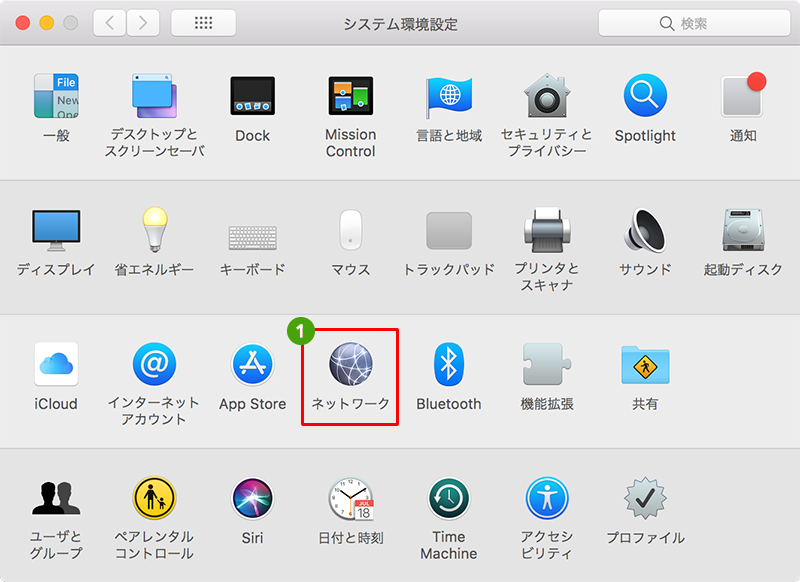 システム環境設定
検索
File
New
One
一般
デスクトップと
スクリーンセーバ
Dock
Mission
Control
言語と地域
セキュリティと
プライバシー
Spotlight
通知
ディスプレイ
省エネルギー
キーボード
マウス
トラックパッド
プリンタと
スキャナ
サウンド
起動ディスク
1
iCloud
@
インターネット
アカウント
App Store
ネットワーク
Bluetooth
機能拡張
共有
ユーザと
グループ
ペアレンタル
コントロール
Siri
JUL
18
日付と時刻
Time
Machine
アクセシ
ビリティ
プロファイル